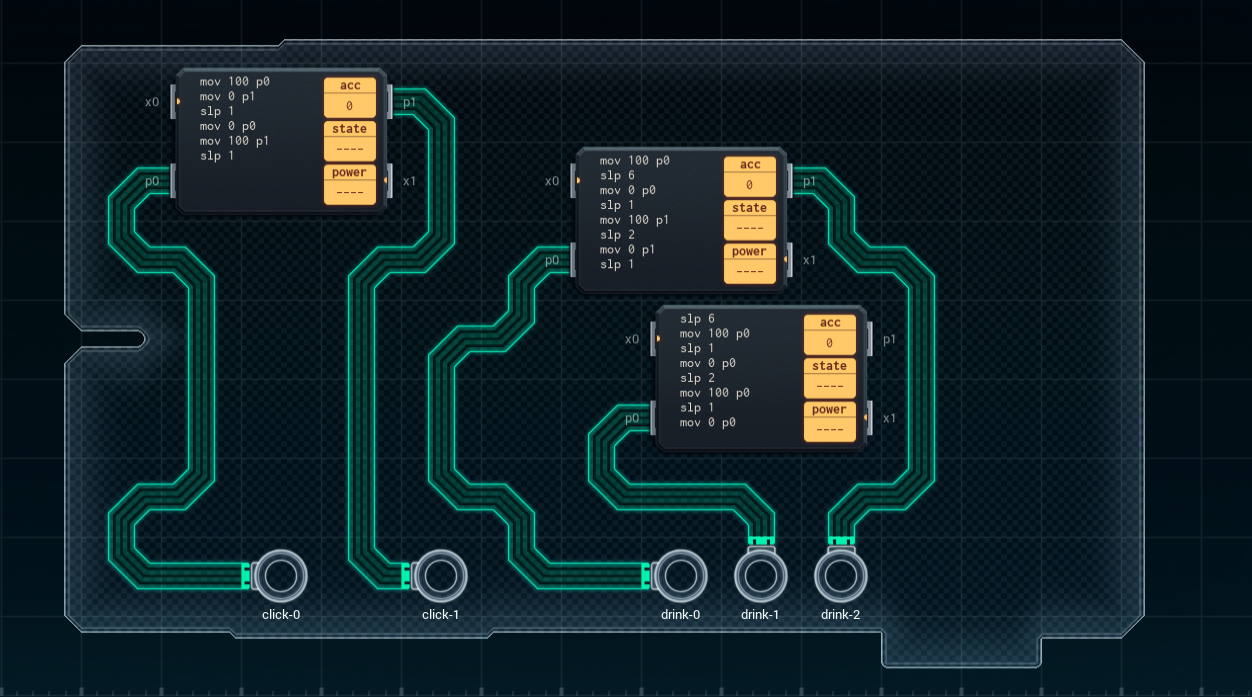 mov 100 p0
mov 0 p1
slp 1
mov 0 p0
mov 100 p1
slp 1
acc
0
state
----
power
----
x0
p0
p1
x1
mov 100 p0
slp 6
mov 0 p0
slp 1
mov 100 p1
slp 2
mov 0 p1
slp 1
acc
0
state
----
power
----
x0
p0
p1
x1
slp 6
mov 100 p0
slp 1
mov 0 p0
slp 2
mov 100 p0
slp 1
mov 0 p0
acc
0
state
----
power
----
x0
p0
p1
x1
click-0
click-1
drink-0
drink-1
drink-2